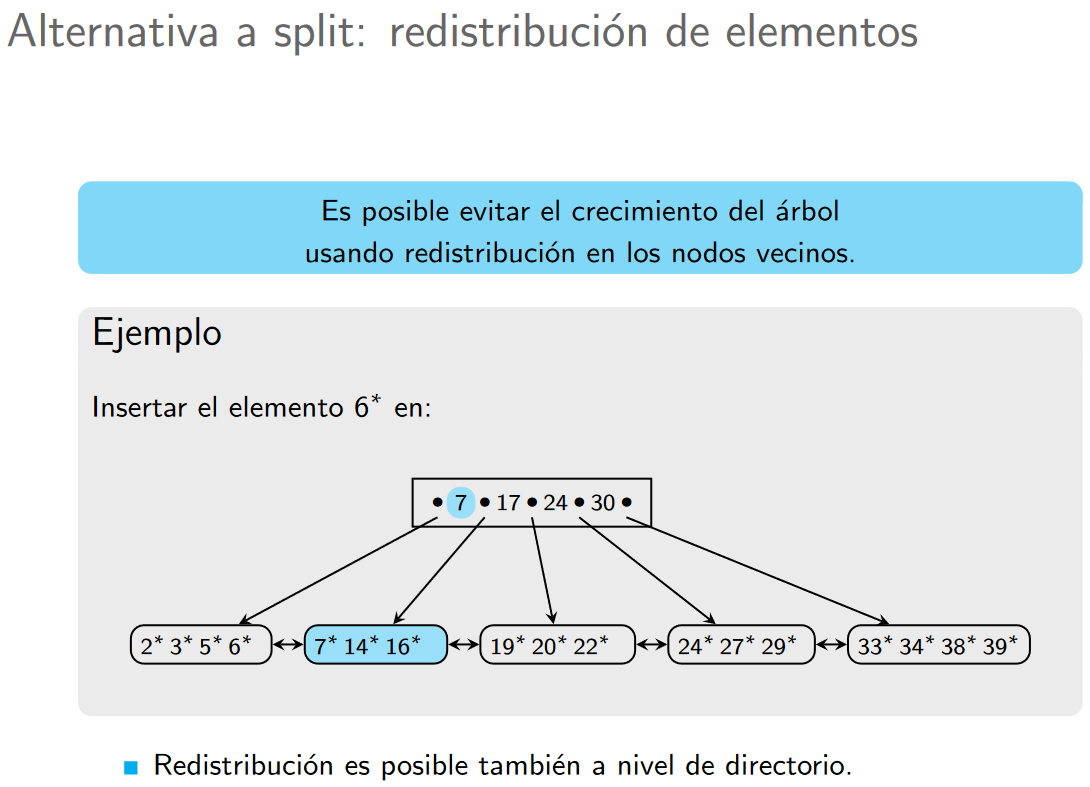 Alternativa a split: redistribución de elementos
Es posible evitar el crecimiento del árbol
usando redistribución en los nodos vecinos.
Ejemplo
Insertar el elemento 6* en:
• 7 • 17 • 24 • 30 •
2* 3* 5* 6*
7* 14* 16*
19* 20* 22*
24* 27* 29*
33* 34* 38* 39*
Redistribución es posible también a nivel de directorio.